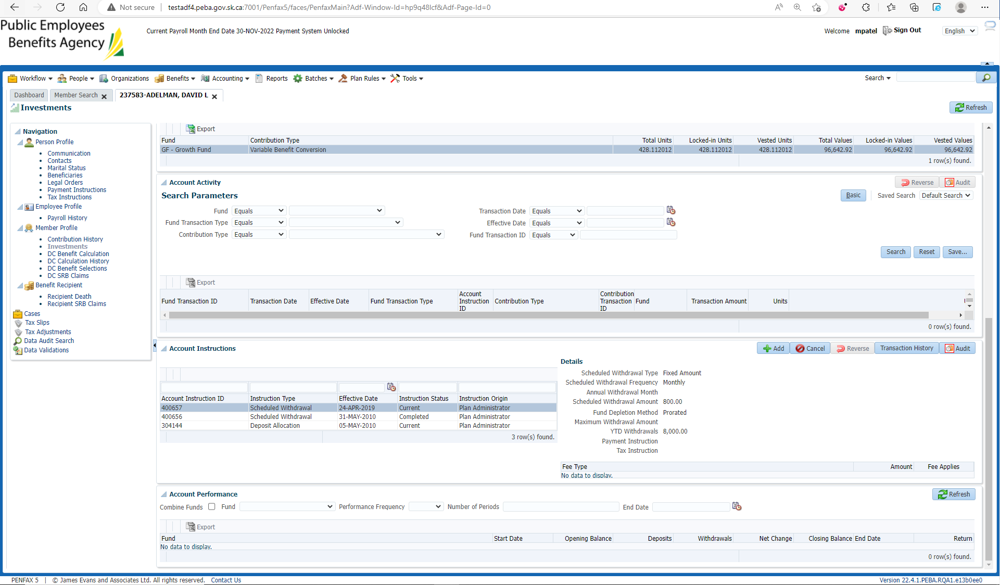 Not secure | testadf4.peba.gov.sk.ca:7001/Penfax5/faces/PenfaxMain?Adf-Window-Id=hp9q48lcf&Adf-Page-Id=0
Public Employees
Benefits Agency
Current Payroll Month End Date 30-NOV-2022 Payment System Unlocked
Welcome mpatel Sign Out English
Workflow People Organizations Benefits Accounting Reports Batches Plan Rules Tools Search
Dashboard Member Search 237583-ADELMAN, DAVID L
Investments Refresh
Navigation
Person Profile
Communication
Contacts
Marital Status
Beneficiaries
Legal Orders
Payment Instructions
Tax Instructions
Employee Profile
Payroll History
Member Profile
Contribution History
Investments
DC Benefit Calculation
DC Calculation History
DC Benefit Selections
DC SRB Claims
Benefit Recipient
Recipient Death
Recipient SRB Claims
Cases
Tax Slips
Tax Adjustments
Data Audit Search
Data Validations
Export
Fund Contribution Type Total Units Locked-in Units Vested Units Total Values Locked-in Values Vested Values
GF - Growth Fund Variable Benefit Conversion 428.112012 428.112012 428.112012 96,642.92 96,642.92 96,642.92
1 row(s) found.
Account Activity Reverse Audit
Search Parameters Basic Saved Search Default Search
Fund Equals Transaction Date Equals
Fund Transaction Type Equals Effective Date Equals
Contribution Type Equals Fund Transaction ID Equals
Search Reset Save...
Export
Fund Transaction ID Transaction Date Effective Date Fund Transaction Type Account Instruction ID Contribution Type Contribution Transaction ID Fund Transaction Amount Units
0 row(s) found.
Account Instructions Add Cancel Reverse Transaction History Audit
Account Instruction ID Instruction Type Effective Date Instruction Status Instruction Origin
400657 Scheduled Withdrawal 24-APR-2019 Current Plan Administrator
400656 Scheduled Withdrawal 31-MAY-2010 Completed Plan Administrator
304144 Deposit Allocation 05-MAY-2010 Current Plan Administrator
3 row(s) found.
Details
Scheduled Withdrawal Type Fixed Amount
Scheduled Withdrawal Frequency Monthly
Annual Withdrawal Month
Scheduled Withdrawal Amount 800.00
Fund Depletion Method Prorated
Maximum Withdrawal Amount
YTD Withdrawals 8,000.00
Payment Instruction
Tax Instruction
Fee Type Amount Fee Applies
No data to display.
Account Performance Refresh
Combine Funds Fund Performance Frequency Number of Periods End Date
Export
Fund Start Date Opening Balance Deposits Withdrawals Net Change Closing Balance End Date Return
No data to display.
0 row(s) found.
PENFAX 5 | © James Evans and Associates Ltd. All rights reserved. Contact Us Version 22.4.1.PEBA.RQA1.e13b0ee0